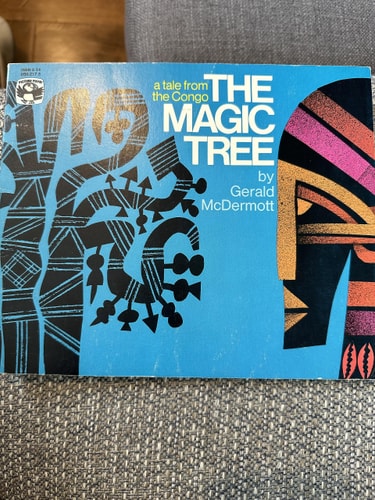 a tale from
the Congo
THE
MAGIC
TREE
by
Gerald
McDermott